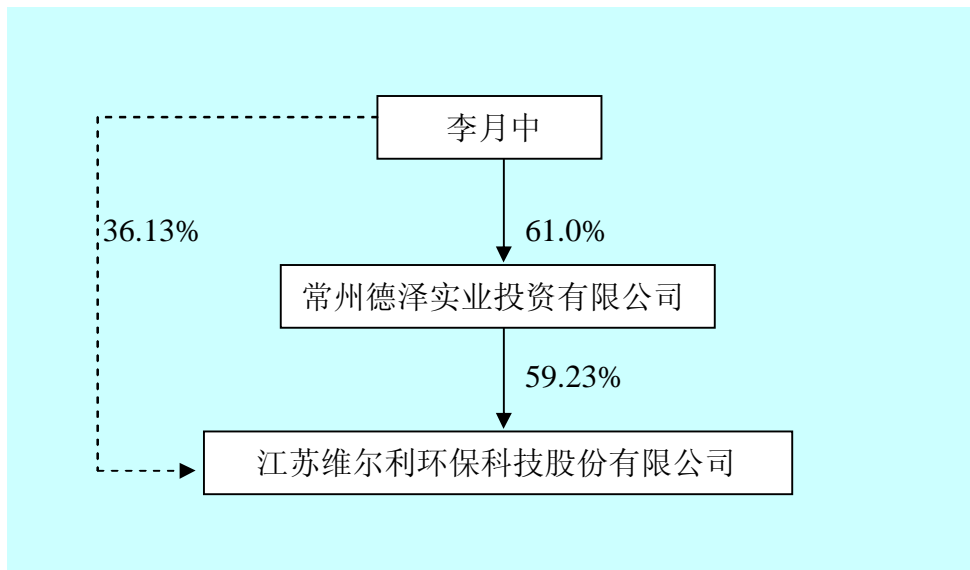 李月中
36.13%
61.0%
常州德泽实业投资有限公司
59.23%
江苏维尔利环保科技股份有限公司